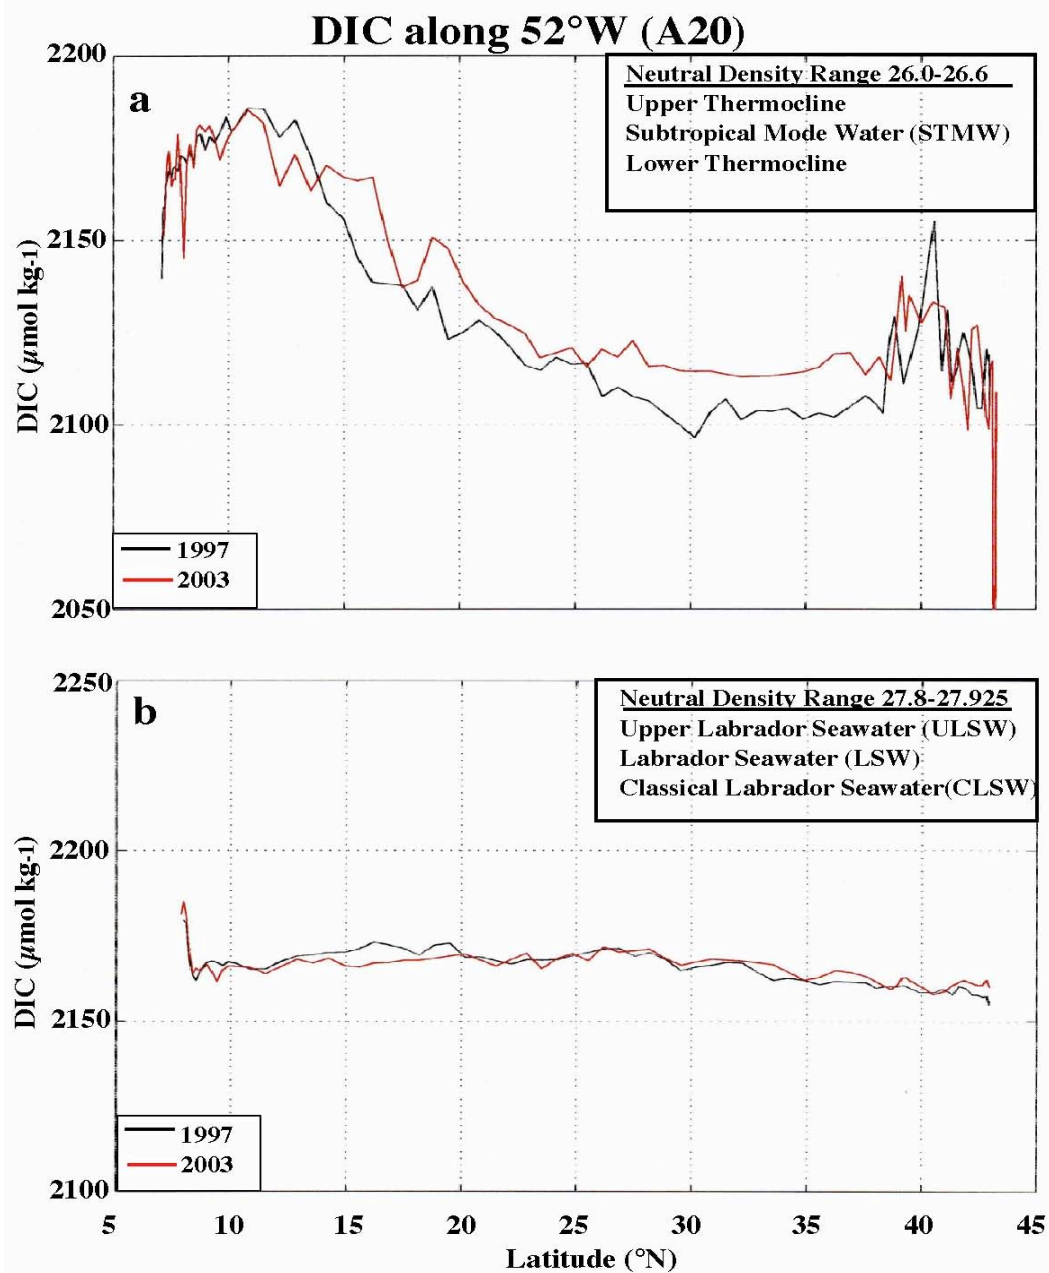 DIC along 52°W (A20)
2200
a
Neutral Density Range 26.0-26.6
Upper Thermocline
Subtropical Mode Water (STMW)
Lower Thermocline
2150
DIC (µmol kg-1)
2100
1997
2003
2050
2250
b
Neutral Density Range 27.8-27.925
Upper Labrador Seawater (ULSW)
Labrador Seawater (LSW)
Classical Labrador Seawater(CLSW)
2200
DIC (µmol kg-1)
2150
1997
2003
2100
5 10 15 20 25 30 35 40 45
Latitude (°N)